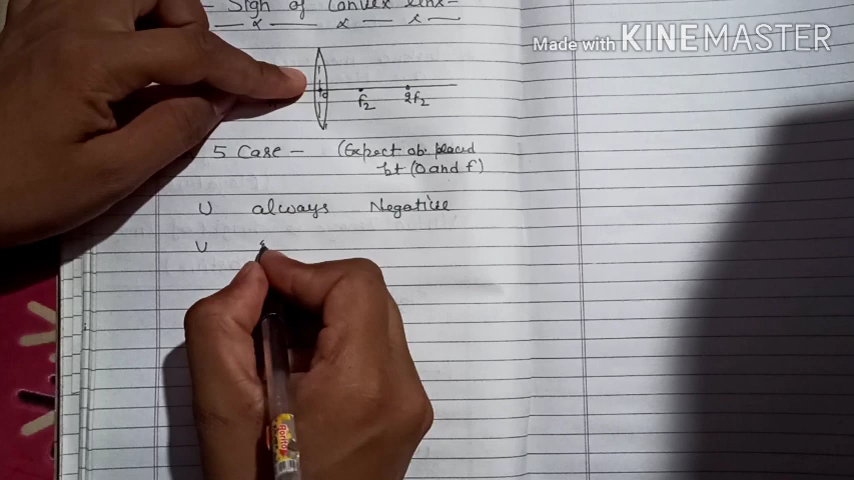 - Sign of Convex lens-
Made with KINEMASTER
F₂ 2F₂
5 Case - (Expect ob. placed
bt (O and F)
U always Negative
V